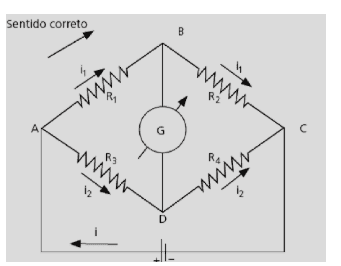 Sentido correto
B
i₁
i₁
R₁
R₂
A
G
C
R₃
R₄
i₂
i₂
D
i
+
−